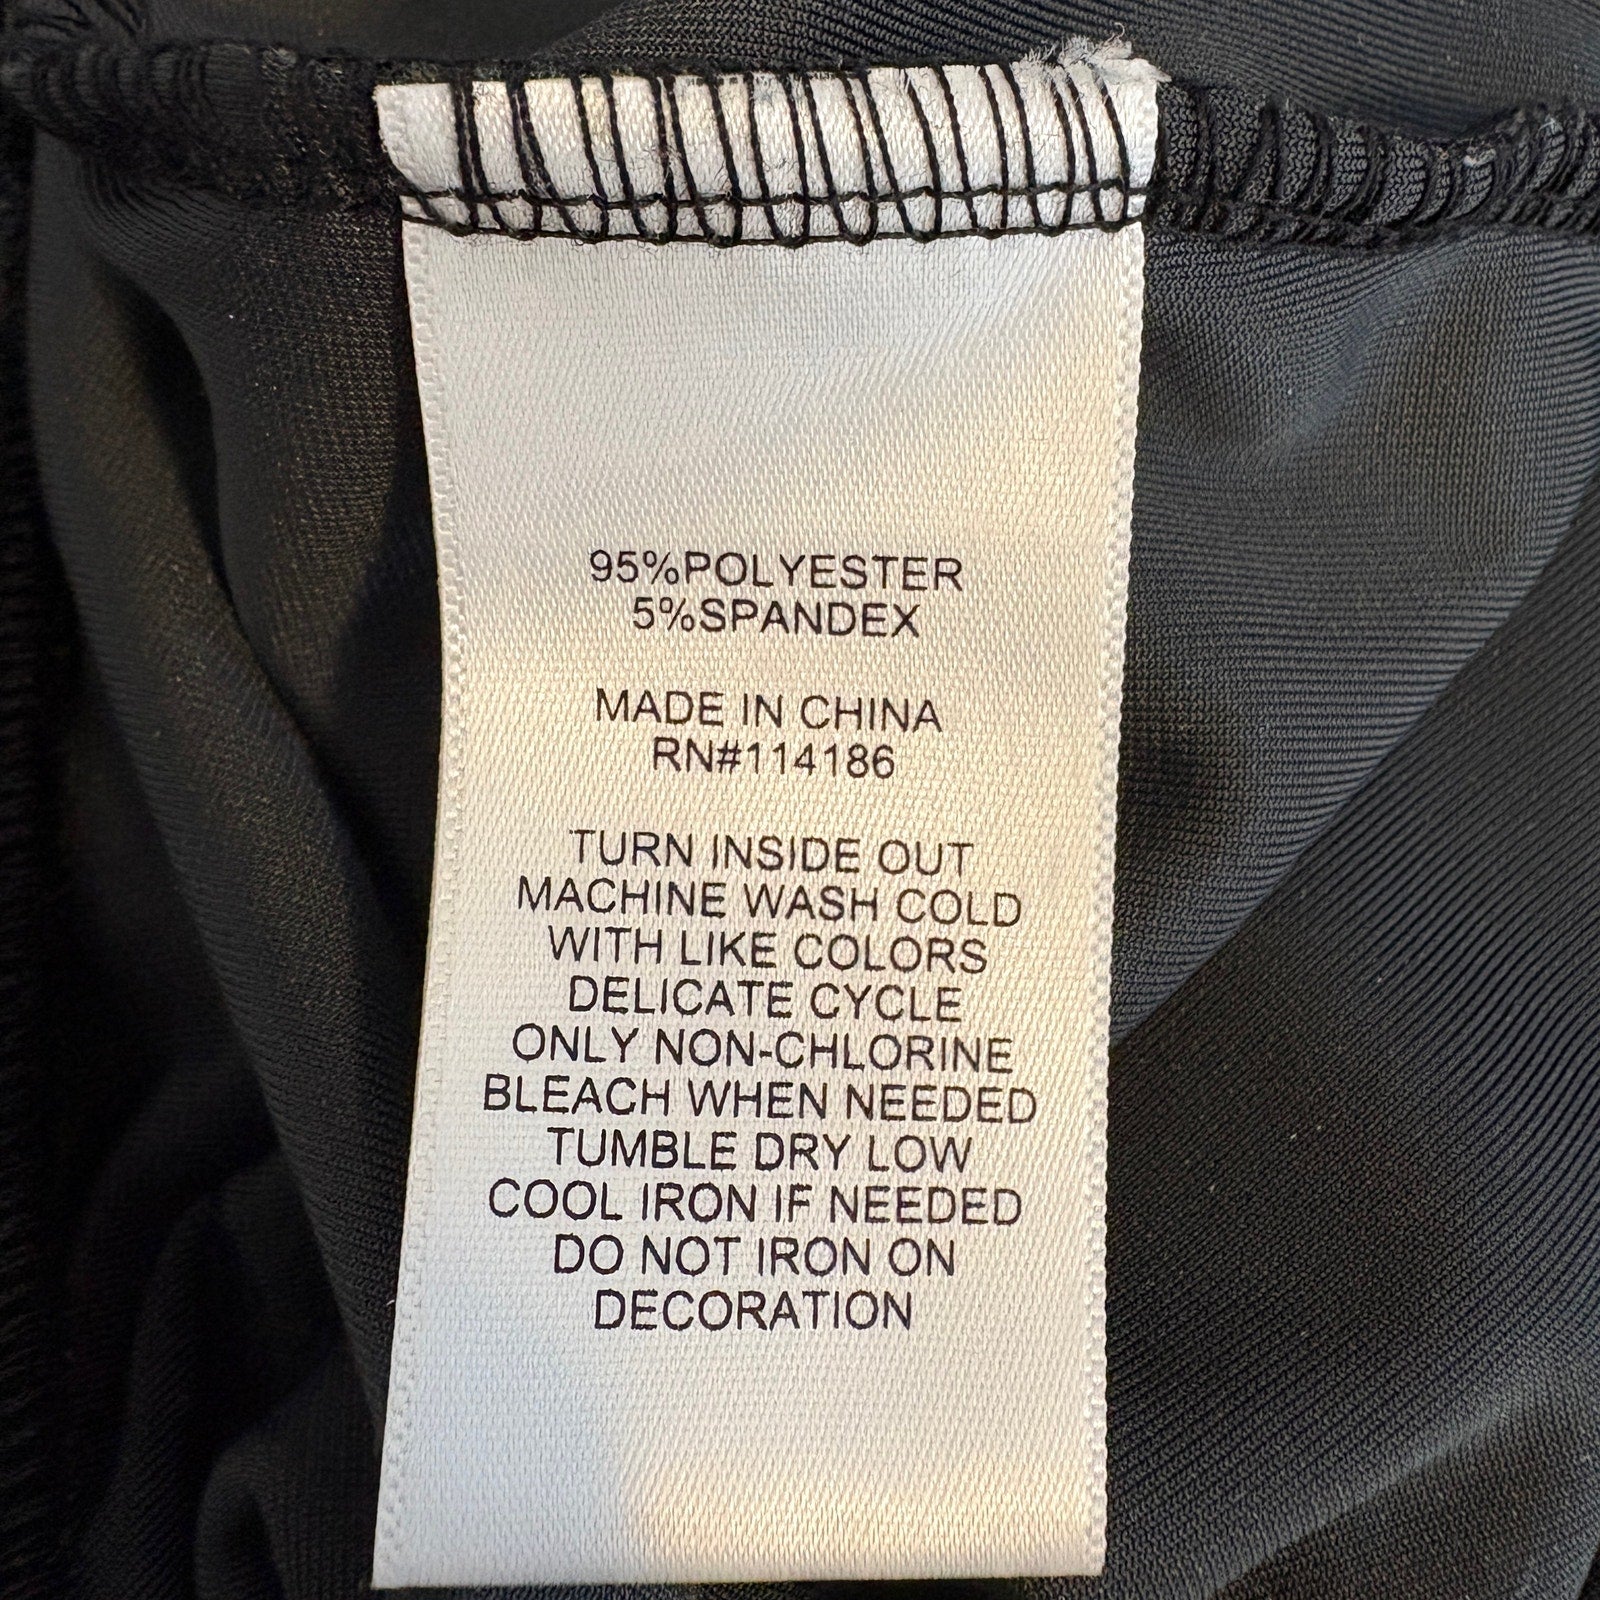 95%POLYESTER
5%SPANDEX
MADE IN CHINA
RN#114186
TURN INSIDE OUT
MACHINE WASH COLD
WITH LIKE COLORS
DELICATE CYCLE
ONLY NON-CHLORINE
BLEACH WHEN NEEDED
TUMBLE DRY LOW
COOL IRON IF NEEDED
DO NOT IRON ON
DECORATION